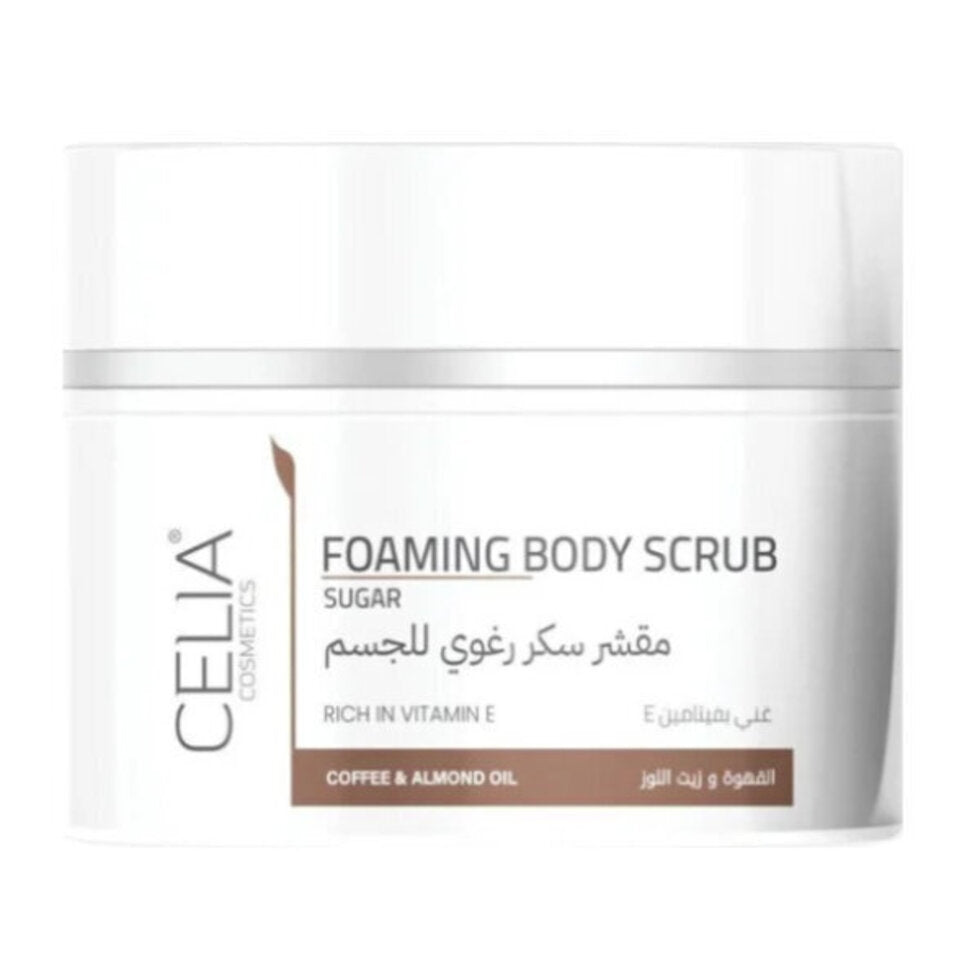 CELIA®
COSMETICS
FOAMING BODY SCRUB
SUGAR
مقشر سكر رغوي للجسم
RICH IN VITAMIN E
غني بفيتامين E
COFFEE & ALMOND OIL
القهوة و زيت اللوز